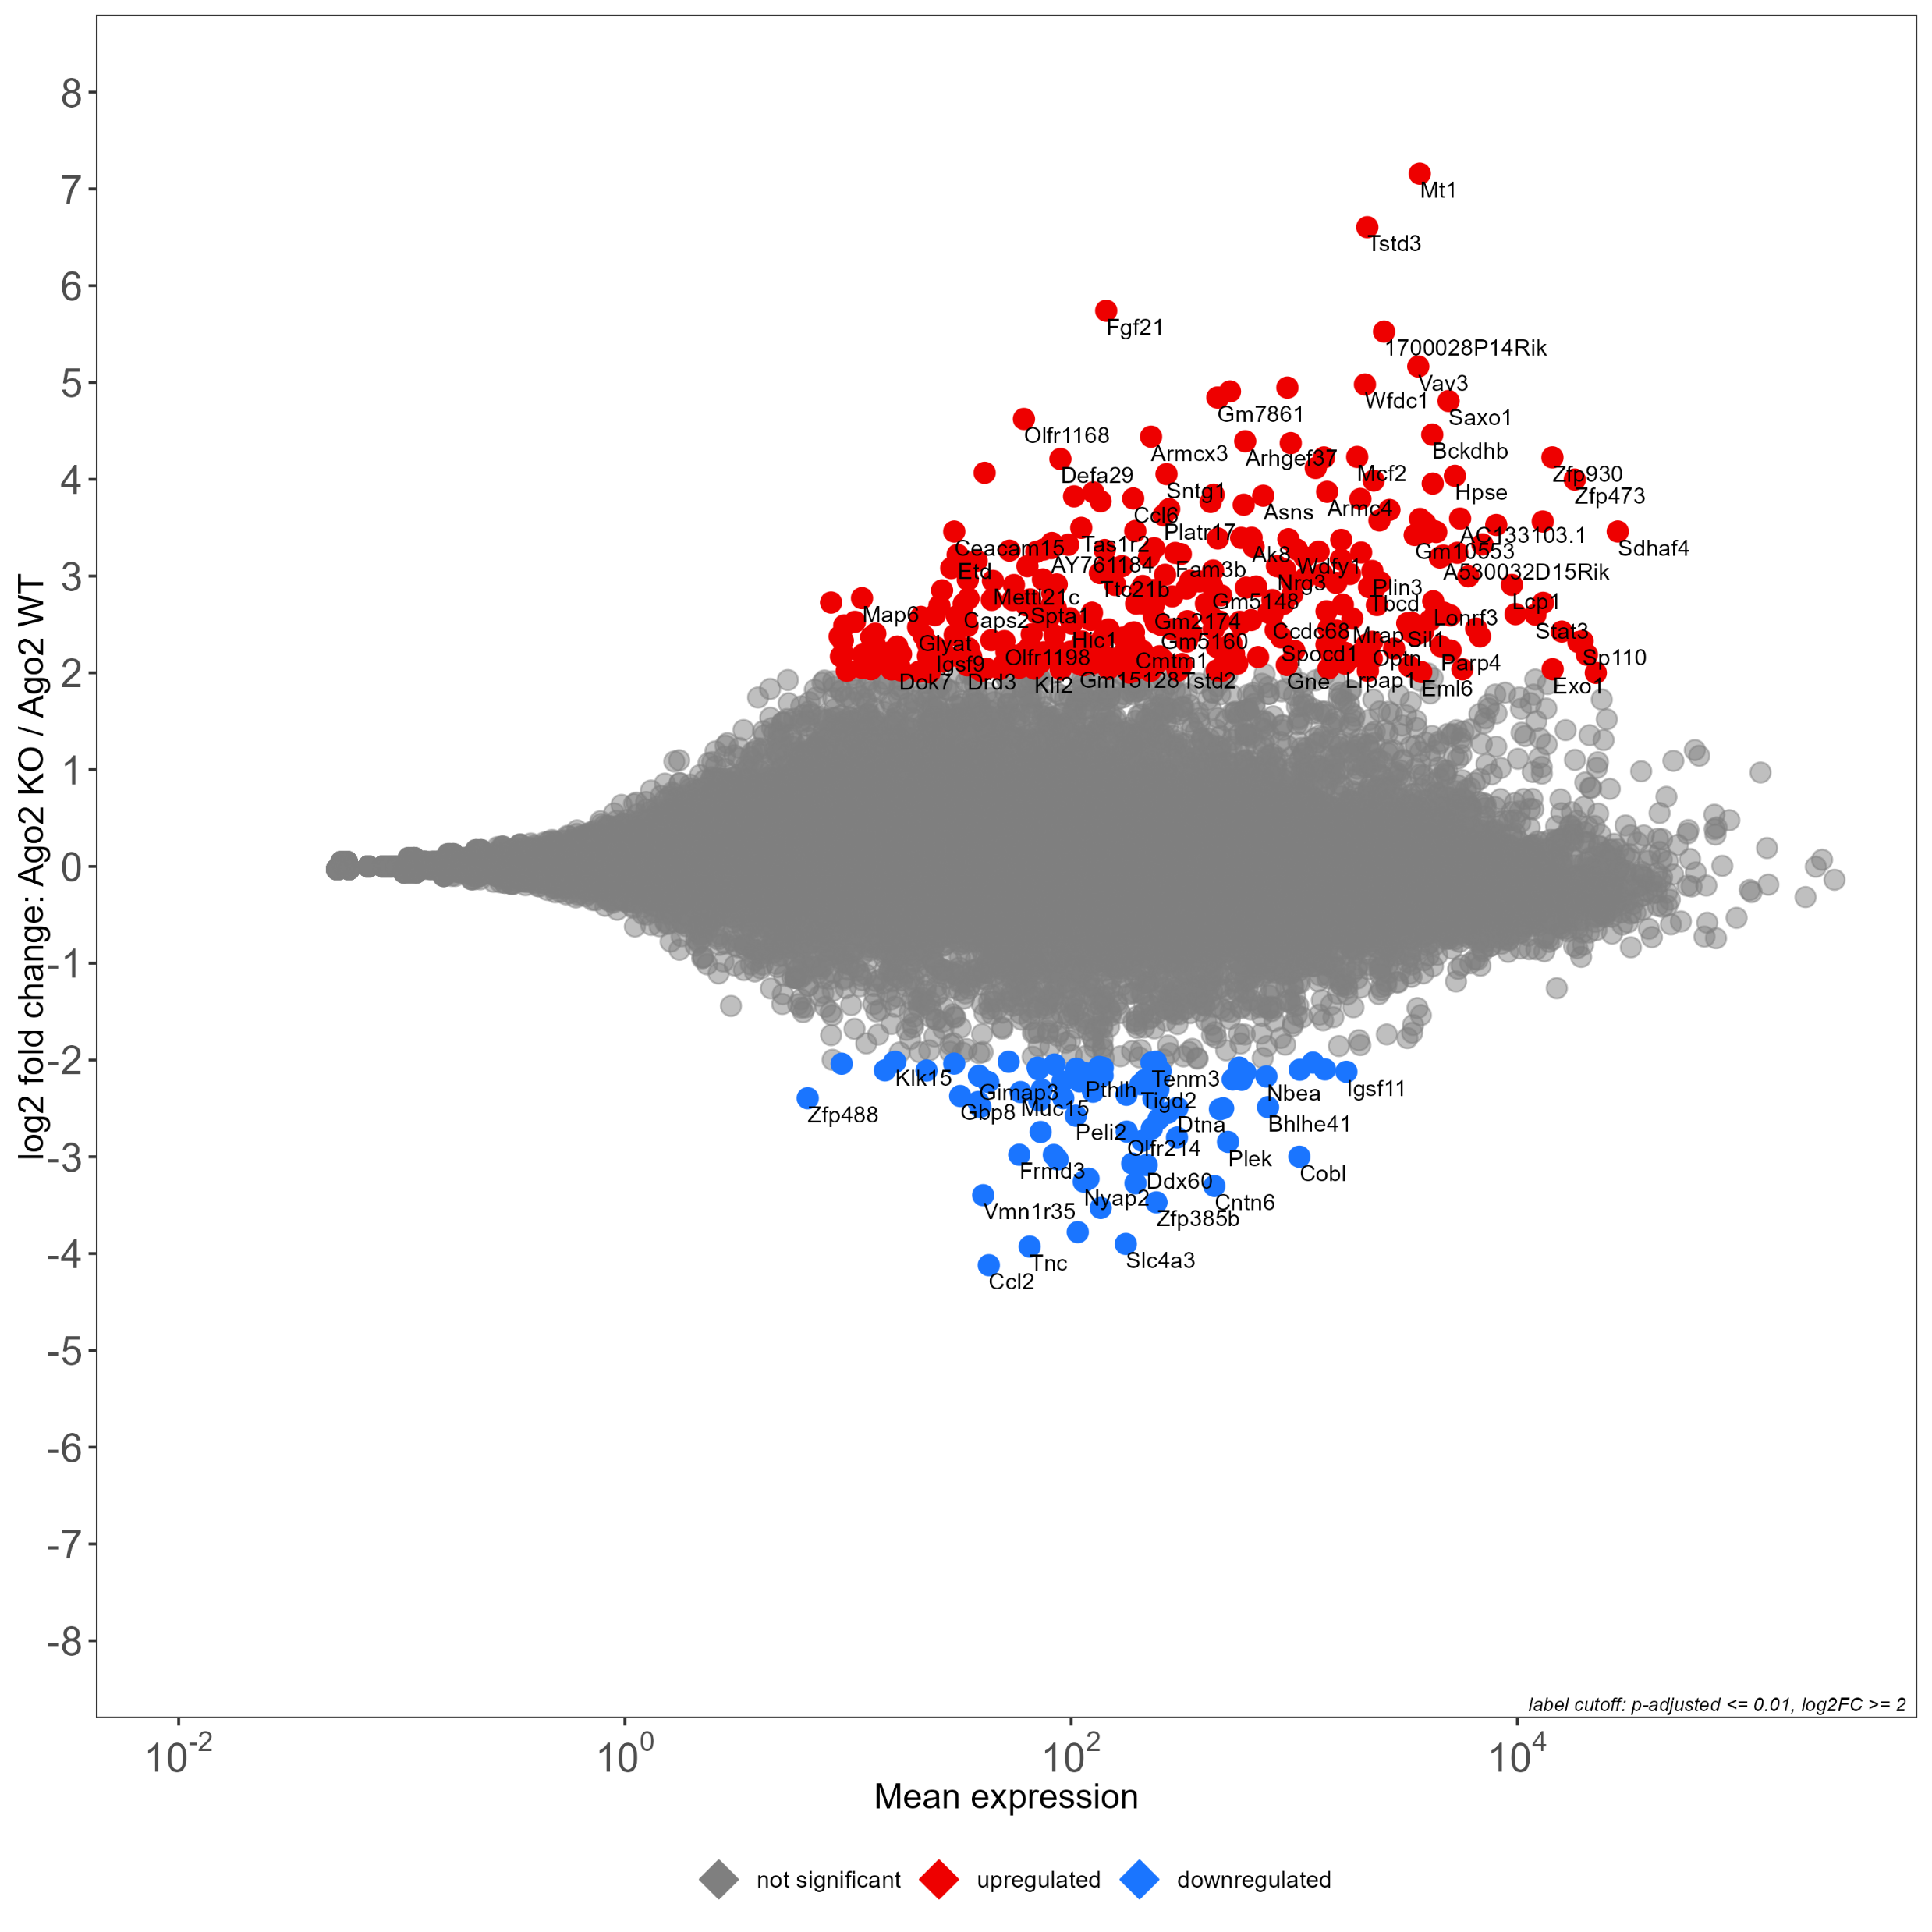 log2 fold change: Ago2 KO / Ago2 WT
8
7
6
5
4
3
2
1
0
-1
-2
-3
-4
-5
-6
-7
-8
Mt1
Tstd3
Fgf21
1700028P14Rik
Vav3
Wfdc1
Saxo1
Gm7861
Olfr1168
Bckdhb
Armcx3
Arhgef37
Mcf2
Zfp930
Defa29
Sntg1
Hpse
Zfp473
Ccl6
Asns
Armc4
Platr17
AC133103.1
Tas1r2
Ceacam15
Gm10553
Sdhaf4
Ak8
AY761184
Wdfy1
Etd
Fam3b
A530032D15Rik
Nrg3
Ttc21b
Plin3
Mettl21c
Gm5148
Tbcd
Lcp1
Map6
Spta1
Caps2
Gm2174
Lonrf3
Ccdc68
Stat3
Hic1
Mrap
Sil1
Glyat
Gm5160
Spocd1
Olfr1198
Optn
Sp110
Igsf9
Cmtm1
Parp4
Dok7
Drd3
Klf2
Gm15128
Tstd2
Gne
Lrpap1
Eml6
Exo1
Klk15
Tenm3
Igsf11
Gimap3
Pthlh
Nbea
Zfp488
Gbp8
Muc15
Tigd2
Dtna
Bhlhe41
Peli2
Olfr214
Plek
Frmd3
Ddx60
Cobl
Nyap2
Cntn6
Vmn1r35
Zfp385b
Tnc
Slc4a3
Ccl2
label cutoff: p-adjusted <= 0.01, log2FC >= 2
10-2
100
102
104
Mean expression
not significant
upregulated
downregulated